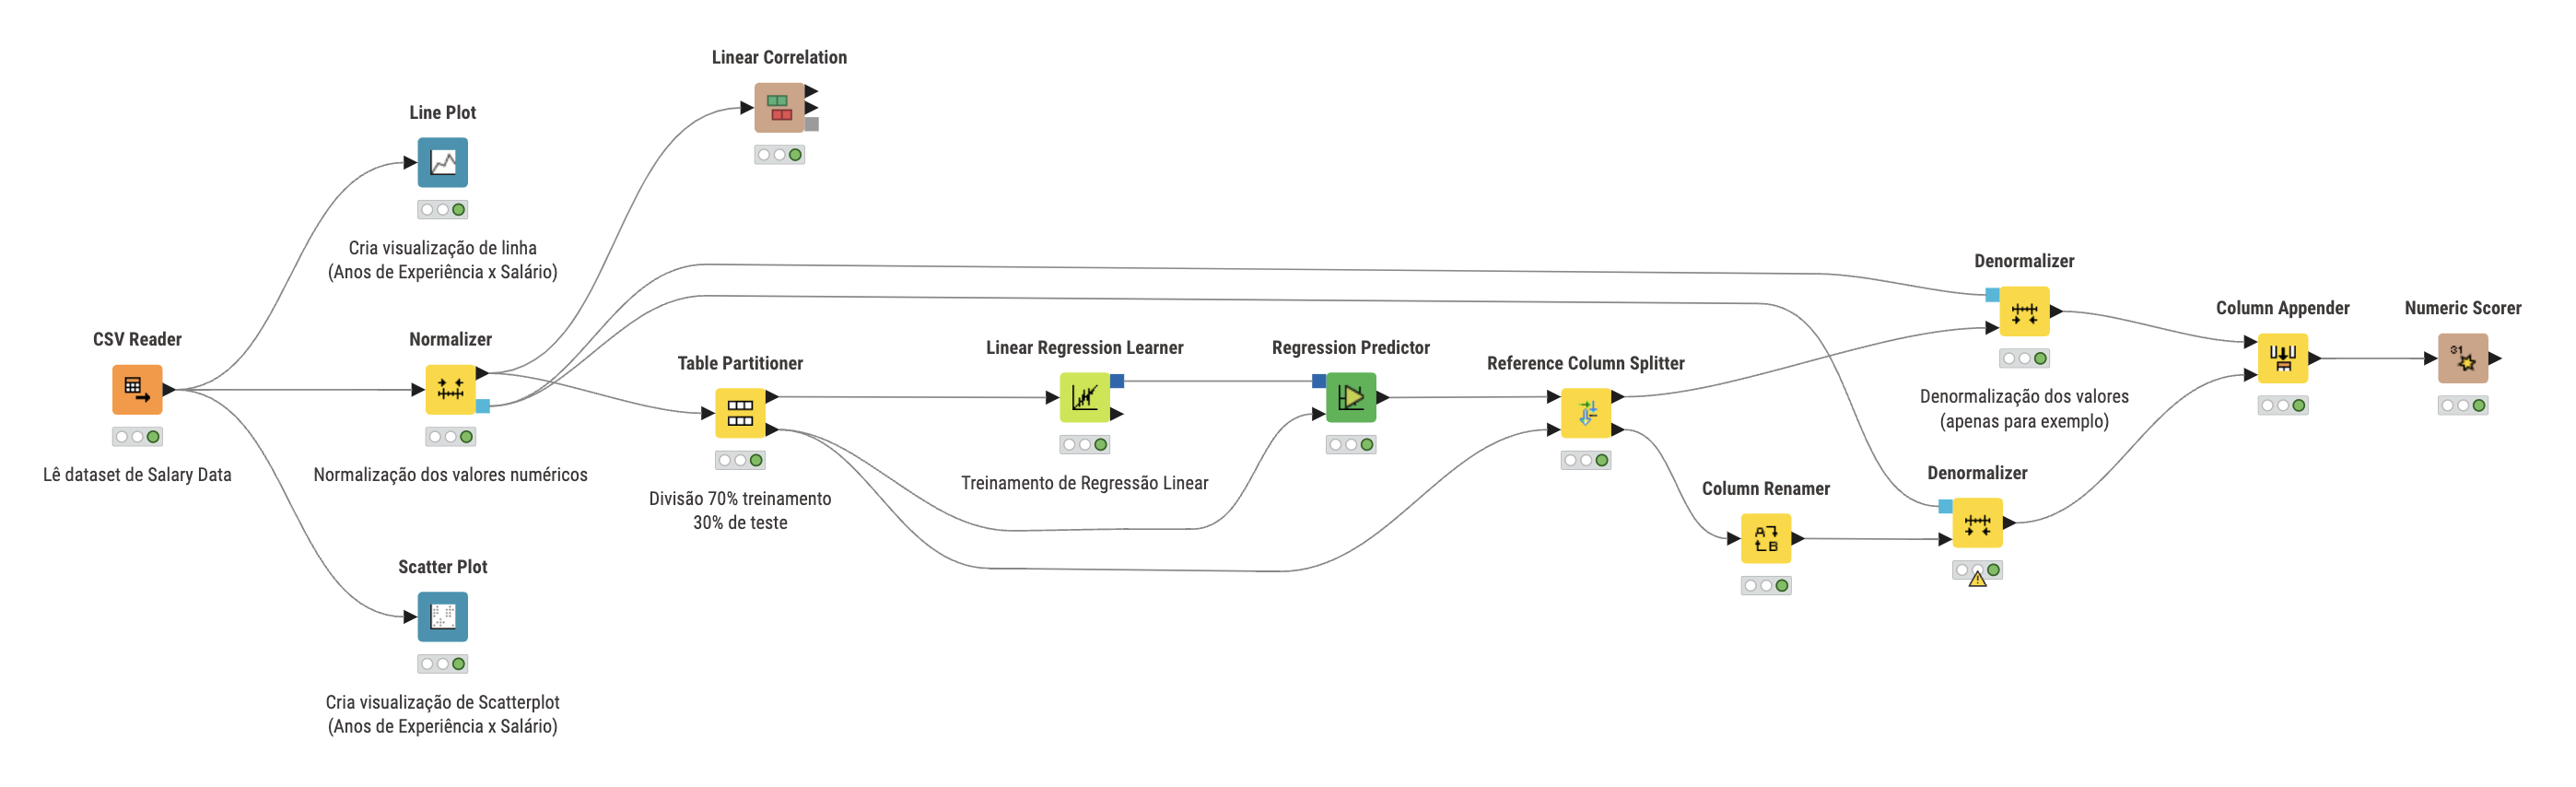 Linear Correlation
Line Plot
Cria visualização de linha
(Anos de Experiência x Salário)
CSV Reader
Lê dataset de Salary Data
Normalizer
Normalização dos valores numéricos
Scatter Plot
Cria visualização de Scatterplot
(Anos de Experiência x Salário)
Table Partitioner
Divisão 70% treinamento
30% de teste
Linear Regression Learner
Treinamento de Regressão Linear
Regression Predictor
Reference Column Splitter
Column Renamer
A
B
Denormalizer
Denormalização dos valores
(apenas para exemplo)
Denormalizer
Column Appender
Numeric Scorer
31